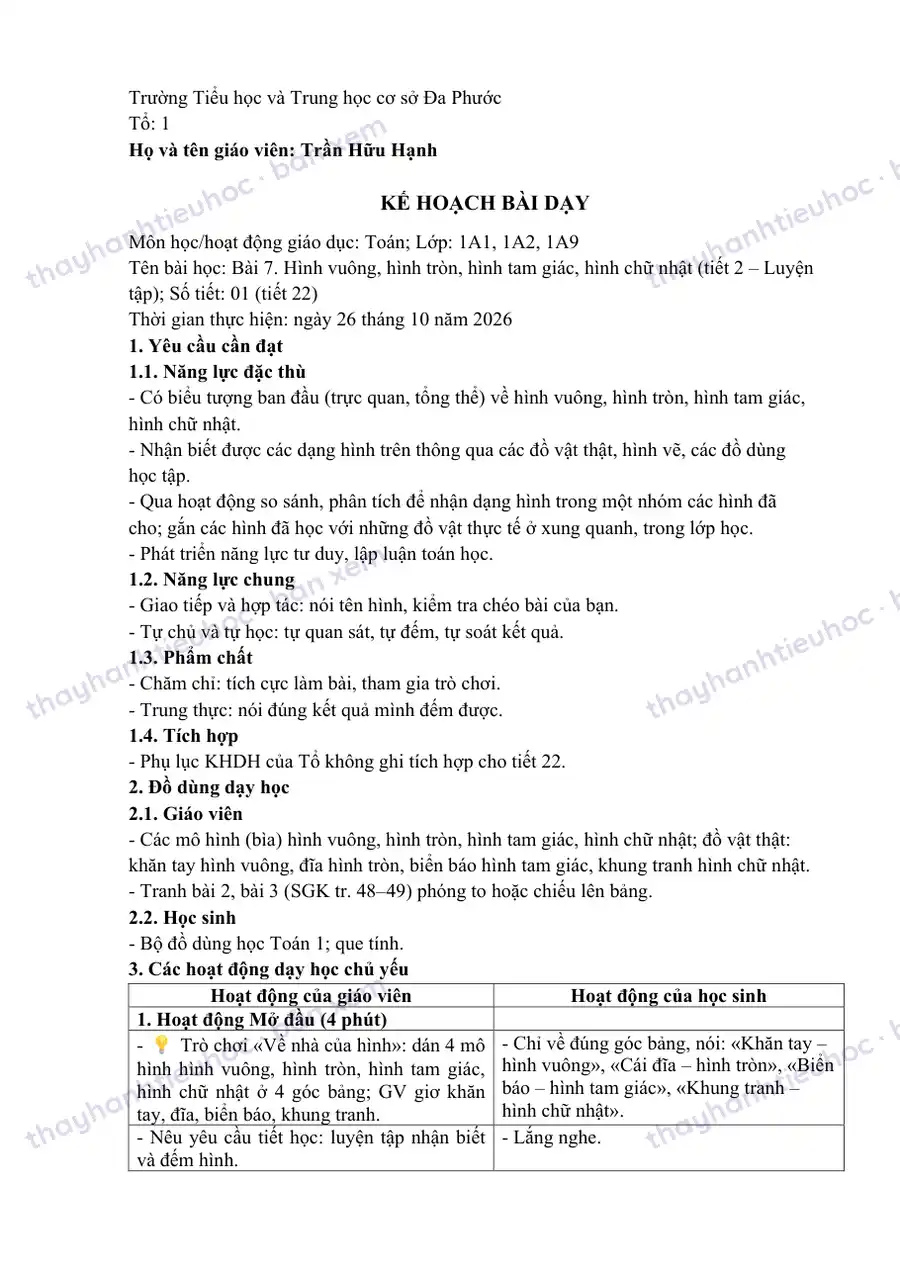 Trường Tiểu học và Trung học cơ sở Đa Phước
Tổ: 1
Họ và tên giáo viên: Trần Hữu Hạnh
KẾ HOẠCH BÀI DẠY
Môn học/hoạt động giáo dục: Toán; Lớp: 1A1, 1A2, 1A9
Tên bài học: Bài 7. Hình vuông, hình tròn, hình tam giác, hình chữ nhật (tiết 2 – Luyện
tập); Số tiết: 01 (tiết 22)
Thời gian thực hiện: ngày 26 tháng 10 năm 2026
1. Yêu cầu cần đạt
1.1. Năng lực đặc thù
- Có biểu tượng ban đầu (trực quan, tổng thể) về hình vuông, hình tròn, hình tam giác,
hình chữ nhật.
- Nhận biết được các dạng hình trên thông qua các đồ vật thật, hình vẽ, các đồ dùng
học tập.
- Qua hoạt động so sánh, phân tích để nhận dạng hình trong một nhóm các hình đã
cho; gắn các hình đã học với những đồ vật thực tế ở xung quanh, trong lớp học.
- Phát triển năng lực tư duy, lập luận toán học.
1.2. Năng lực chung
- Giao tiếp và hợp tác: nói tên hình, kiểm tra chéo bài của bạn.
- Tự chủ và tự học: tự quan sát, tự đếm, tự soát kết quả.
1.3. Phẩm chất
- Chăm chỉ: tích cực làm bài, tham gia trò chơi.
- Trung thực: nói đúng kết quả mình đếm được.
1.4. Tích hợp
- Phụ lục KHDH của Tổ không ghi tích hợp cho tiết 22.
2. Đồ dùng dạy học
2.1. Giáo viên
- Các mô hình (bìa) hình vuông, hình tròn, hình tam giác, hình chữ nhật; đồ vật thật:
khăn tay hình vuông, đĩa hình tròn, biển báo hình tam giác, khung tranh hình chữ nhật.
- Tranh bài 2, bài 3 (SGK tr. 48–49) phóng to hoặc chiếu lên bảng.
2.2. Học sinh
- Bộ đồ dùng học Toán 1; que tính.
3. Các hoạt động dạy học chủ yếu
Hoạt động của giáo viên
Hoạt động của học sinh
1. Hoạt động Mở đầu (4 phút)
- 💡 Trò chơi «Về nhà của hình»: dán 4 mô
hình hình vuông, hình tròn, hình tam giác,
hình chữ nhật ở 4 góc bảng; GV giơ khăn
tay, đĩa, biển báo, khung tranh.
- Chỉ về đúng góc bảng, nói: «Khăn tay –
hình vuông», «Cái đĩa – hình tròn», «Biển
báo – hình tam giác», «Khung tranh –
hình chữ nhật».
- Nêu yêu cầu tiết học: luyện tập nhận biết
và đếm hình.
- Lắng nghe.
thayhanhtieuhoc · bản xem
thayhanhtieuhoc · b
thayhanhtieuhoc · bản xem
thayhanhtieuhoc · b
thayhanhtieuhoc · bản xem
thayhanhtieuhoc · b